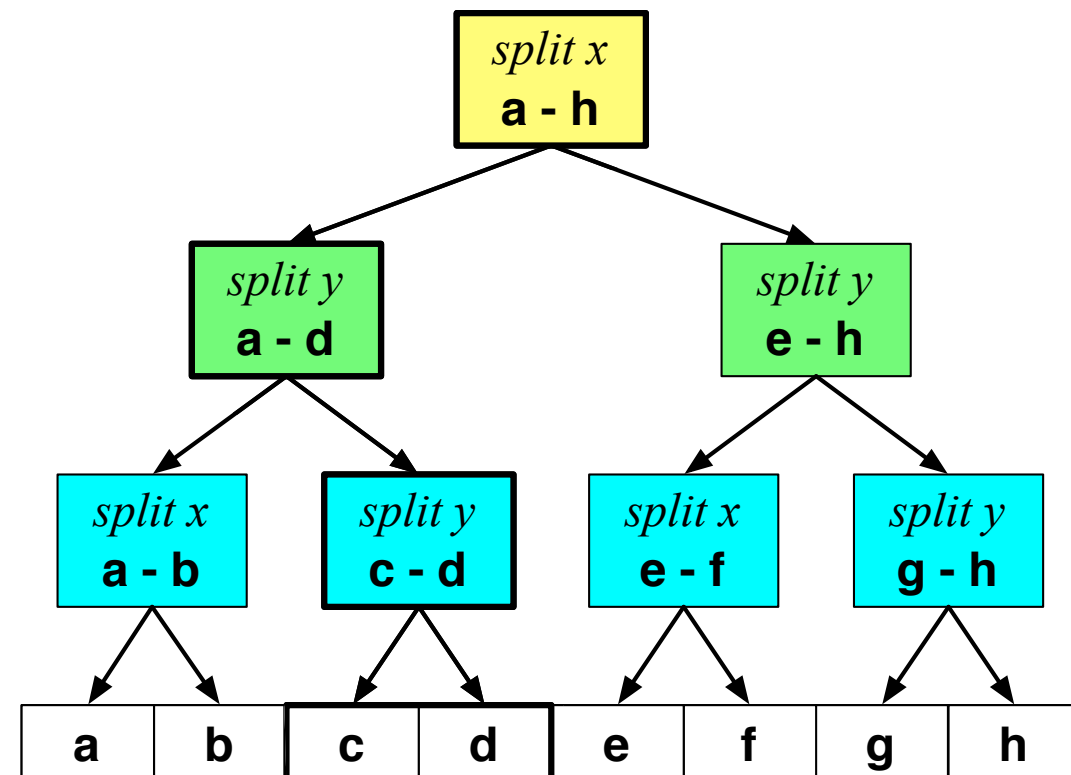 split x
a - h
split y
a - d
split y
e - h
split x
a - b
split y
c - d
split x
e - f
split y
g - h
a b c d e f g h